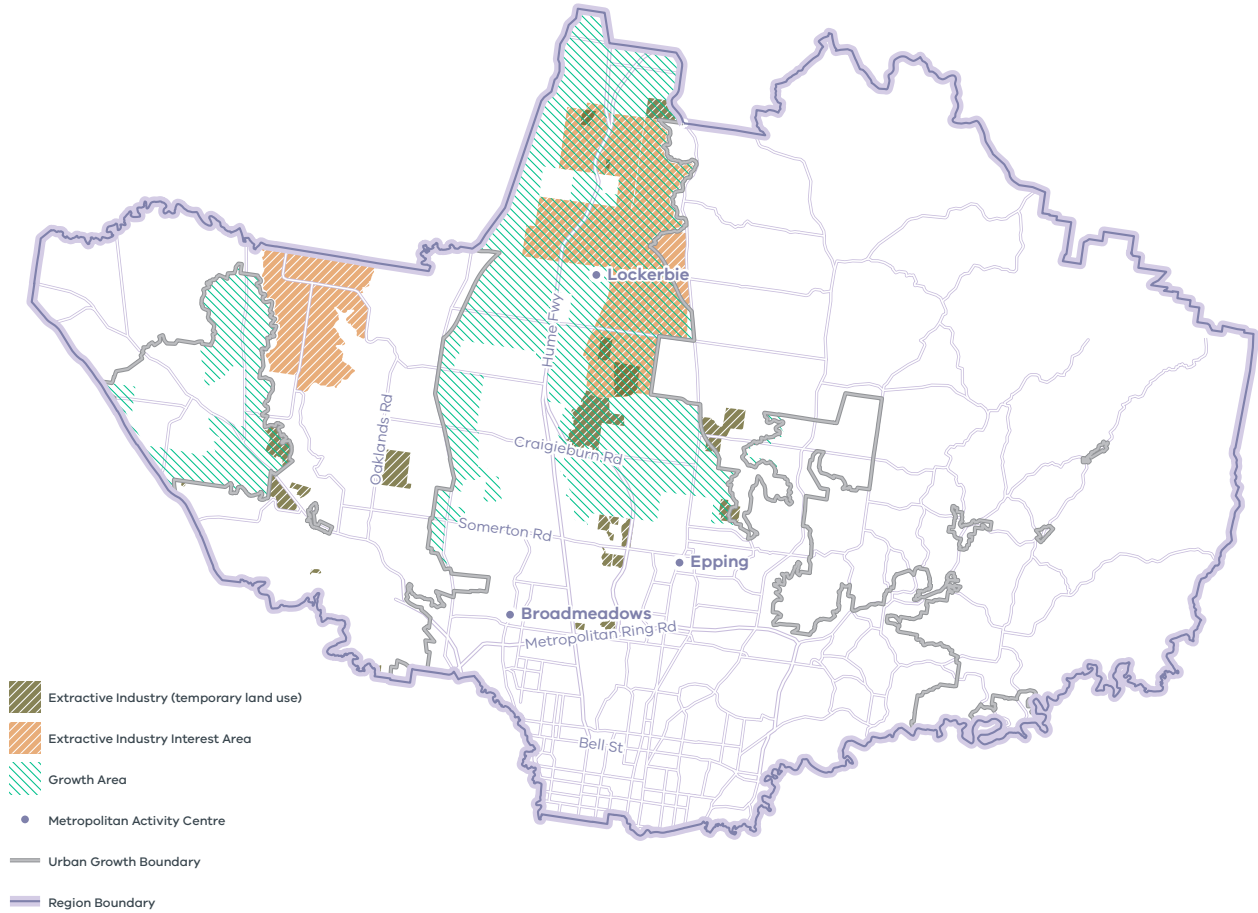 Lockerbie
Hume Fwy
Oaklands Rd
Craigieburn Rd
Somerton Rd
Epping
Broadmeadows
Metropolitan Ring Rd
Bell St
Extractive Industry (temporary land use)
Extractive Industry Interest Area
Growth Area
Metropolitan Activity Centre
Urban Growth Boundary
Region Boundary